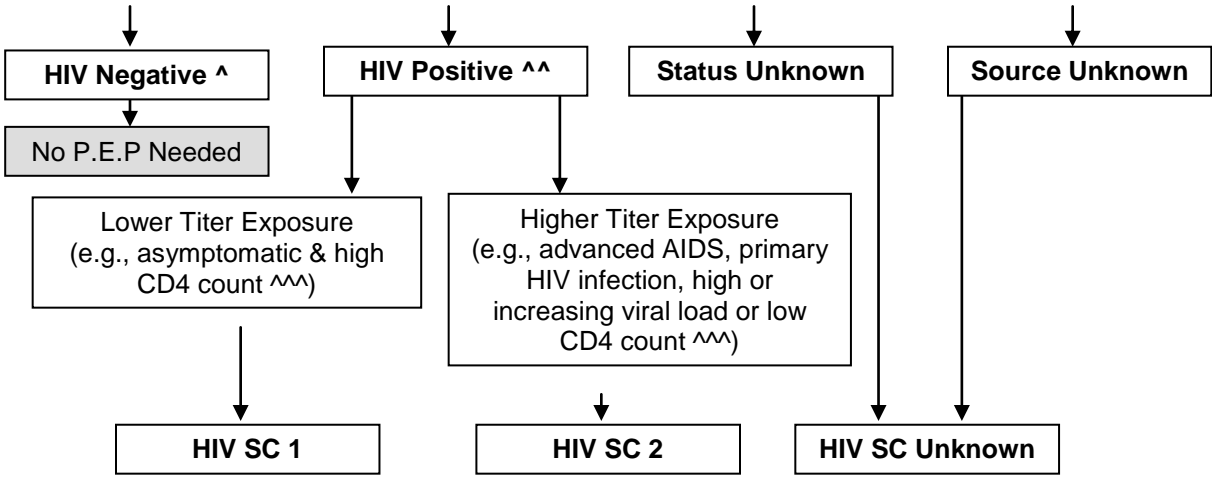 HIV Negative ^
HIV Positive ^^
Status Unknown
Source Unknown
No P.E.P Needed
Lower Titer Exposure
(e.g., asymptomatic & high
CD4 count ^^^)
Higher Titer Exposure
(e.g., advanced AIDS, primary
HIV infection, high or
increasing viral load or low
CD4 count ^^^)
HIV SC 1
HIV SC 2
HIV SC Unknown